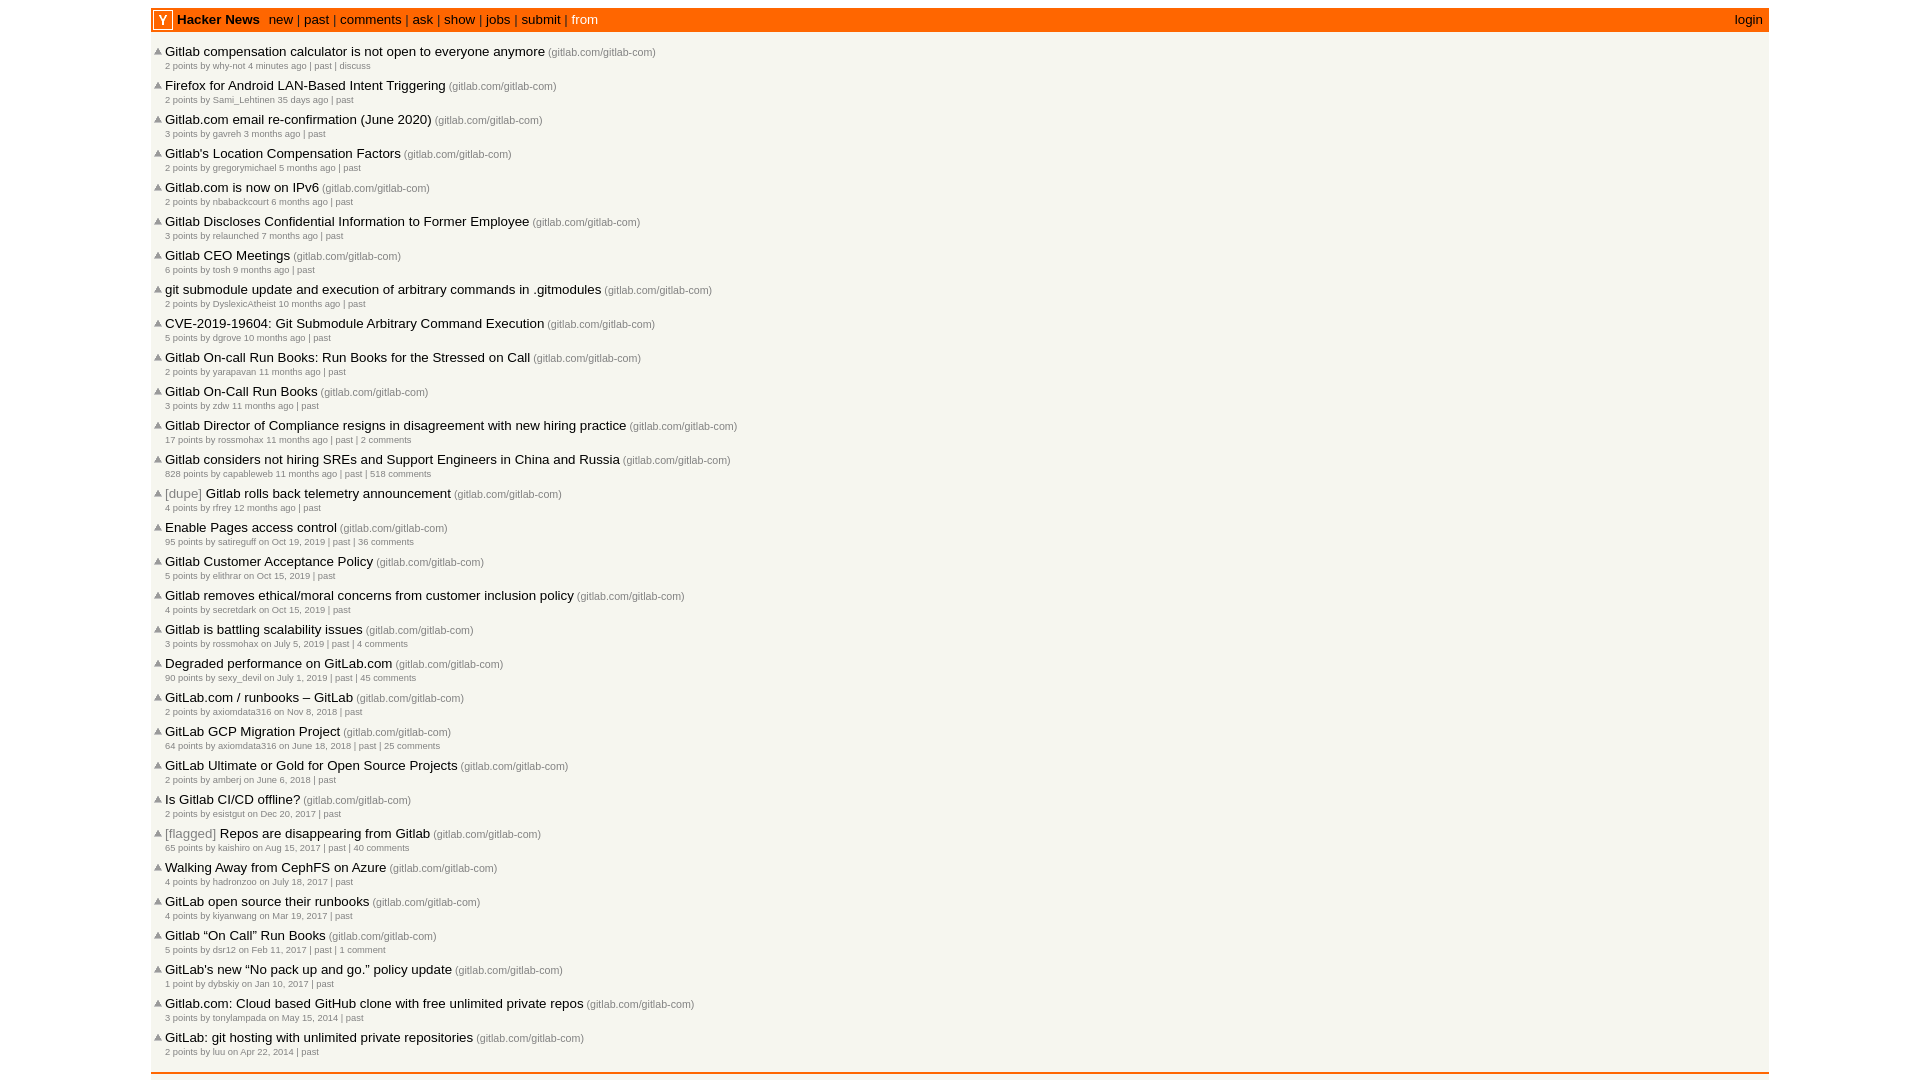 Y Hacker News new | past | comments | ask | show | jobs | submit | from login
Gitlab compensation calculator is not open to everyone anymore (gitlab.com/gitlab-com)
2 points by why-not 4 minutes ago | past | discuss
Firefox for Android LAN-Based Intent Triggering (gitlab.com/gitlab-com)
2 points by Sami_Lehtinen 35 days ago | past
Gitlab.com email re-confirmation (June 2020) (gitlab.com/gitlab-com)
3 points by gavreh 3 months ago | past
Gitlab's Location Compensation Factors (gitlab.com/gitlab-com)
2 points by gregorymichael 5 months ago | past
Gitlab.com is now on IPv6 (gitlab.com/gitlab-com)
2 points by nbabackcourt 6 months ago | past
Gitlab Discloses Confidential Information to Former Employee (gitlab.com/gitlab-com)
3 points by relaunched 7 months ago | past
Gitlab CEO Meetings (gitlab.com/gitlab-com)
6 points by tosh 9 months ago | past
git submodule update and execution of arbitrary commands in .gitmodules (gitlab.com/gitlab-com)
2 points by DyslexicAtheist 10 months ago | past
CVE-2019-19604: Git Submodule Arbitrary Command Execution (gitlab.com/gitlab-com)
5 points by dgrove 10 months ago | past
Gitlab On-call Run Books: Run Books for the Stressed on Call (gitlab.com/gitlab-com)
2 points by yarapavan 11 months ago | past
Gitlab On-Call Run Books (gitlab.com/gitlab-com)
3 points by zdw 11 months ago | past
Gitlab Director of Compliance resigns in disagreement with new hiring practice (gitlab.com/gitlab-com)
17 points by rossmohax 11 months ago | past | 2 comments
Gitlab considers not hiring SREs and Support Engineers in China and Russia (gitlab.com/gitlab-com)
828 points by capableweb 11 months ago | past | 518 comments
[dupe] Gitlab rolls back telemetry announcement (gitlab.com/gitlab-com)
4 points by rfrey 12 months ago | past
Enable Pages access control (gitlab.com/gitlab-com)
95 points by satireguff on Oct 19, 2019 | past | 36 comments
Gitlab Customer Acceptance Policy (gitlab.com/gitlab-com)
5 points by elithrar on Oct 15, 2019 | past
Gitlab removes ethical/moral concerns from customer inclusion policy (gitlab.com/gitlab-com)
4 points by secretdark on Oct 15, 2019 | past
Gitlab is battling scalability issues (gitlab.com/gitlab-com)
3 points by rossmohax on July 5, 2019 | past | 4 comments
Degraded performance on GitLab.com (gitlab.com/gitlab-com)
90 points by sexy_devil on July 1, 2019 | past | 45 comments
GitLab.com / runbooks – GitLab (gitlab.com/gitlab-com)
2 points by axiomdata316 on Nov 8, 2018 | past
GitLab GCP Migration Project (gitlab.com/gitlab-com)
64 points by axiomdata316 on June 18, 2018 | past | 25 comments
GitLab Ultimate or Gold for Open Source Projects (gitlab.com/gitlab-com)
2 points by amberj on June 6, 2018 | past
Is Gitlab CI/CD offline? (gitlab.com/gitlab-com)
2 points by esistgut on Dec 20, 2017 | past
[flagged] Repos are disappearing from Gitlab (gitlab.com/gitlab-com)
65 points by kaishiro on Aug 15, 2017 | past | 40 comments
Walking Away from CephFS on Azure (gitlab.com/gitlab-com)
4 points by hadronzoo on July 18, 2017 | past
GitLab open source their runbooks (gitlab.com/gitlab-com)
4 points by kiyanwang on Mar 19, 2017 | past
Gitlab “On Call” Run Books (gitlab.com/gitlab-com)
5 points by dsr12 on Feb 11, 2017 | past | 1 comment
GitLab's new “No pack up and go.” policy update (gitlab.com/gitlab-com)
1 point by dybskiy on Jan 10, 2017 | past
Gitlab.com: Cloud based GitHub clone with free unlimited private repos (gitlab.com/gitlab-com)
3 points by tonylampada on May 15, 2014 | past
GitLab: git hosting with unlimited private repositories (gitlab.com/gitlab-com)
2 points by luu on Apr 22, 2014 | past